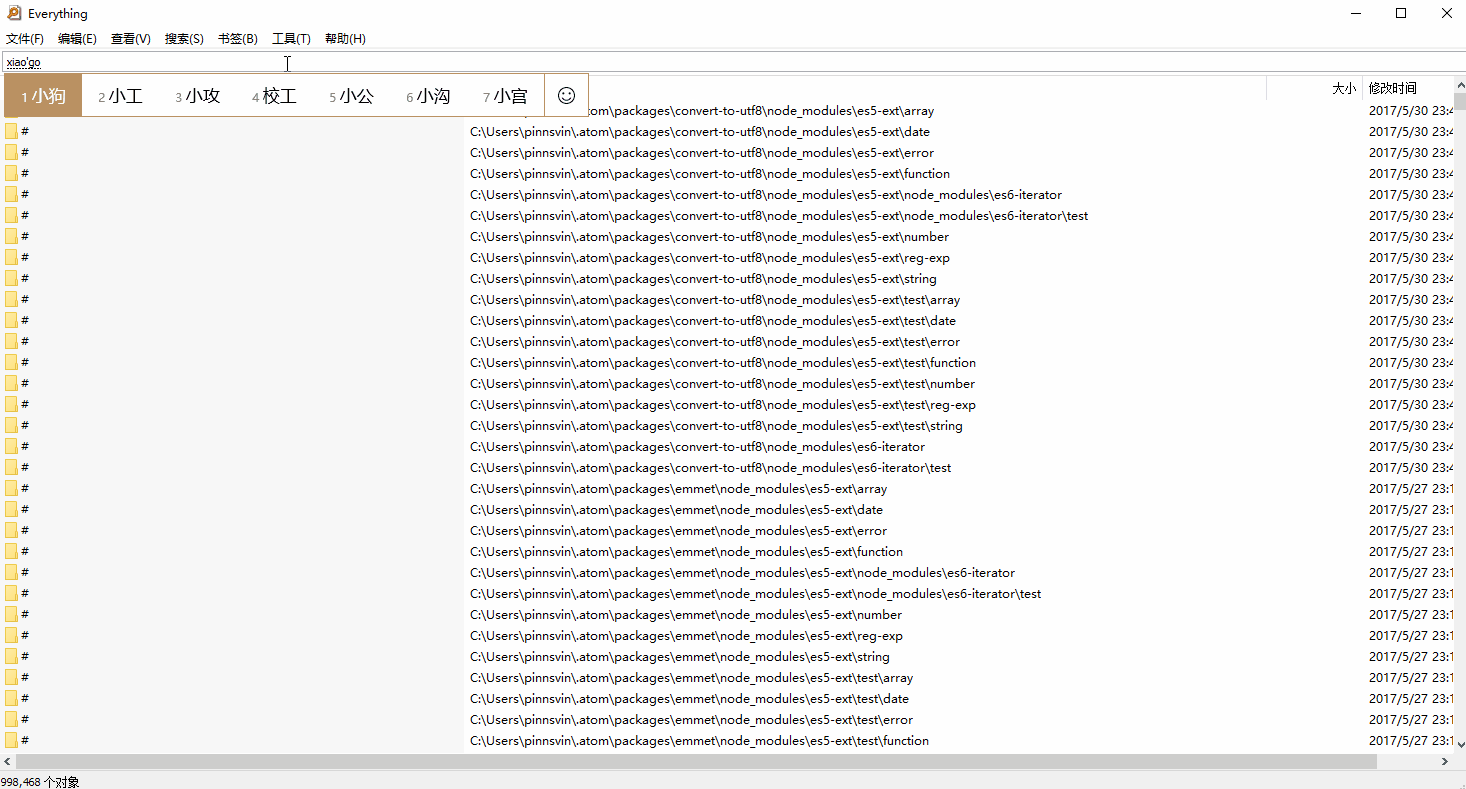 Everything
文件(F) 编辑(E) 查看(V) 搜索(S) 书签(B) 工具(T) 帮助(H)
xiao'go
1 小狗 2 小工 3 小攻 4 校工 5 小公 6 小沟 7 小宫
大小 修改时间
.atom\packages\convert-to-utf8\node_modules\es5-ext\array 2017/5/30 23:4
# C:\Users\pinnsvin\.atom\packages\convert-to-utf8\node_modules\es5-ext\date 2017/5/30 23:4
# C:\Users\pinnsvin\.atom\packages\convert-to-utf8\node_modules\es5-ext\error 2017/5/30 23:4
# C:\Users\pinnsvin\.atom\packages\convert-to-utf8\node_modules\es5-ext\function 2017/5/30 23:4
# C:\Users\pinnsvin\.atom\packages\convert-to-utf8\node_modules\es5-ext\node_modules\es6-iterator 2017/5/30 23:4
# C:\Users\pinnsvin\.atom\packages\convert-to-utf8\node_modules\es5-ext\node_modules\es6-iterator\test 2017/5/30 23:4
# C:\Users\pinnsvin\.atom\packages\convert-to-utf8\node_modules\es5-ext\number 2017/5/30 23:4
# C:\Users\pinnsvin\.atom\packages\convert-to-utf8\node_modules\es5-ext\reg-exp 2017/5/30 23:4
# C:\Users\pinnsvin\.atom\packages\convert-to-utf8\node_modules\es5-ext\string 2017/5/30 23:4
# C:\Users\pinnsvin\.atom\packages\convert-to-utf8\node_modules\es5-ext\test\array 2017/5/30 23:4
# C:\Users\pinnsvin\.atom\packages\convert-to-utf8\node_modules\es5-ext\test\date 2017/5/30 23:4
# C:\Users\pinnsvin\.atom\packages\convert-to-utf8\node_modules\es5-ext\test\error 2017/5/30 23:4
# C:\Users\pinnsvin\.atom\packages\convert-to-utf8\node_modules\es5-ext\test\function 2017/5/30 23:4
# C:\Users\pinnsvin\.atom\packages\convert-to-utf8\node_modules\es5-ext\test\number 2017/5/30 23:4
# C:\Users\pinnsvin\.atom\packages\convert-to-utf8\node_modules\es5-ext\test\reg-exp 2017/5/30 23:4
# C:\Users\pinnsvin\.atom\packages\convert-to-utf8\node_modules\es5-ext\test\string 2017/5/30 23:4
# C:\Users\pinnsvin\.atom\packages\convert-to-utf8\node_modules\es6-iterator 2017/5/30 23:4
# C:\Users\pinnsvin\.atom\packages\convert-to-utf8\node_modules\es6-iterator\test 2017/5/30 23:4
# C:\Users\pinnsvin\.atom\packages\emmet\node_modules\es5-ext\array 2017/5/27 23:1
# C:\Users\pinnsvin\.atom\packages\emmet\node_modules\es5-ext\date 2017/5/27 23:1
# C:\Users\pinnsvin\.atom\packages\emmet\node_modules\es5-ext\error 2017/5/27 23:1
# C:\Users\pinnsvin\.atom\packages\emmet\node_modules\es5-ext\function 2017/5/27 23:1
# C:\Users\pinnsvin\.atom\packages\emmet\node_modules\es5-ext\node_modules\es6-iterator 2017/5/27 23:1
# C:\Users\pinnsvin\.atom\packages\emmet\node_modules\es5-ext\node_modules\es6-iterator\test 2017/5/27 23:1
# C:\Users\pinnsvin\.atom\packages\emmet\node_modules\es5-ext\number 2017/5/27 23:1
# C:\Users\pinnsvin\.atom\packages\emmet\node_modules\es5-ext\reg-exp 2017/5/27 23:1
# C:\Users\pinnsvin\.atom\packages\emmet\node_modules\es5-ext\string 2017/5/27 23:1
# C:\Users\pinnsvin\.atom\packages\emmet\node_modules\es5-ext\test\array 2017/5/27 23:1
# C:\Users\pinnsvin\.atom\packages\emmet\node_modules\es5-ext\test\date 2017/5/27 23:1
# C:\Users\pinnsvin\.atom\packages\emmet\node_modules\es5-ext\test\error 2017/5/27 23:1
# C:\Users\pinnsvin\.atom\packages\emmet\node_modules\es5-ext\test\function 2017/5/27 23:1
998,468 个对象